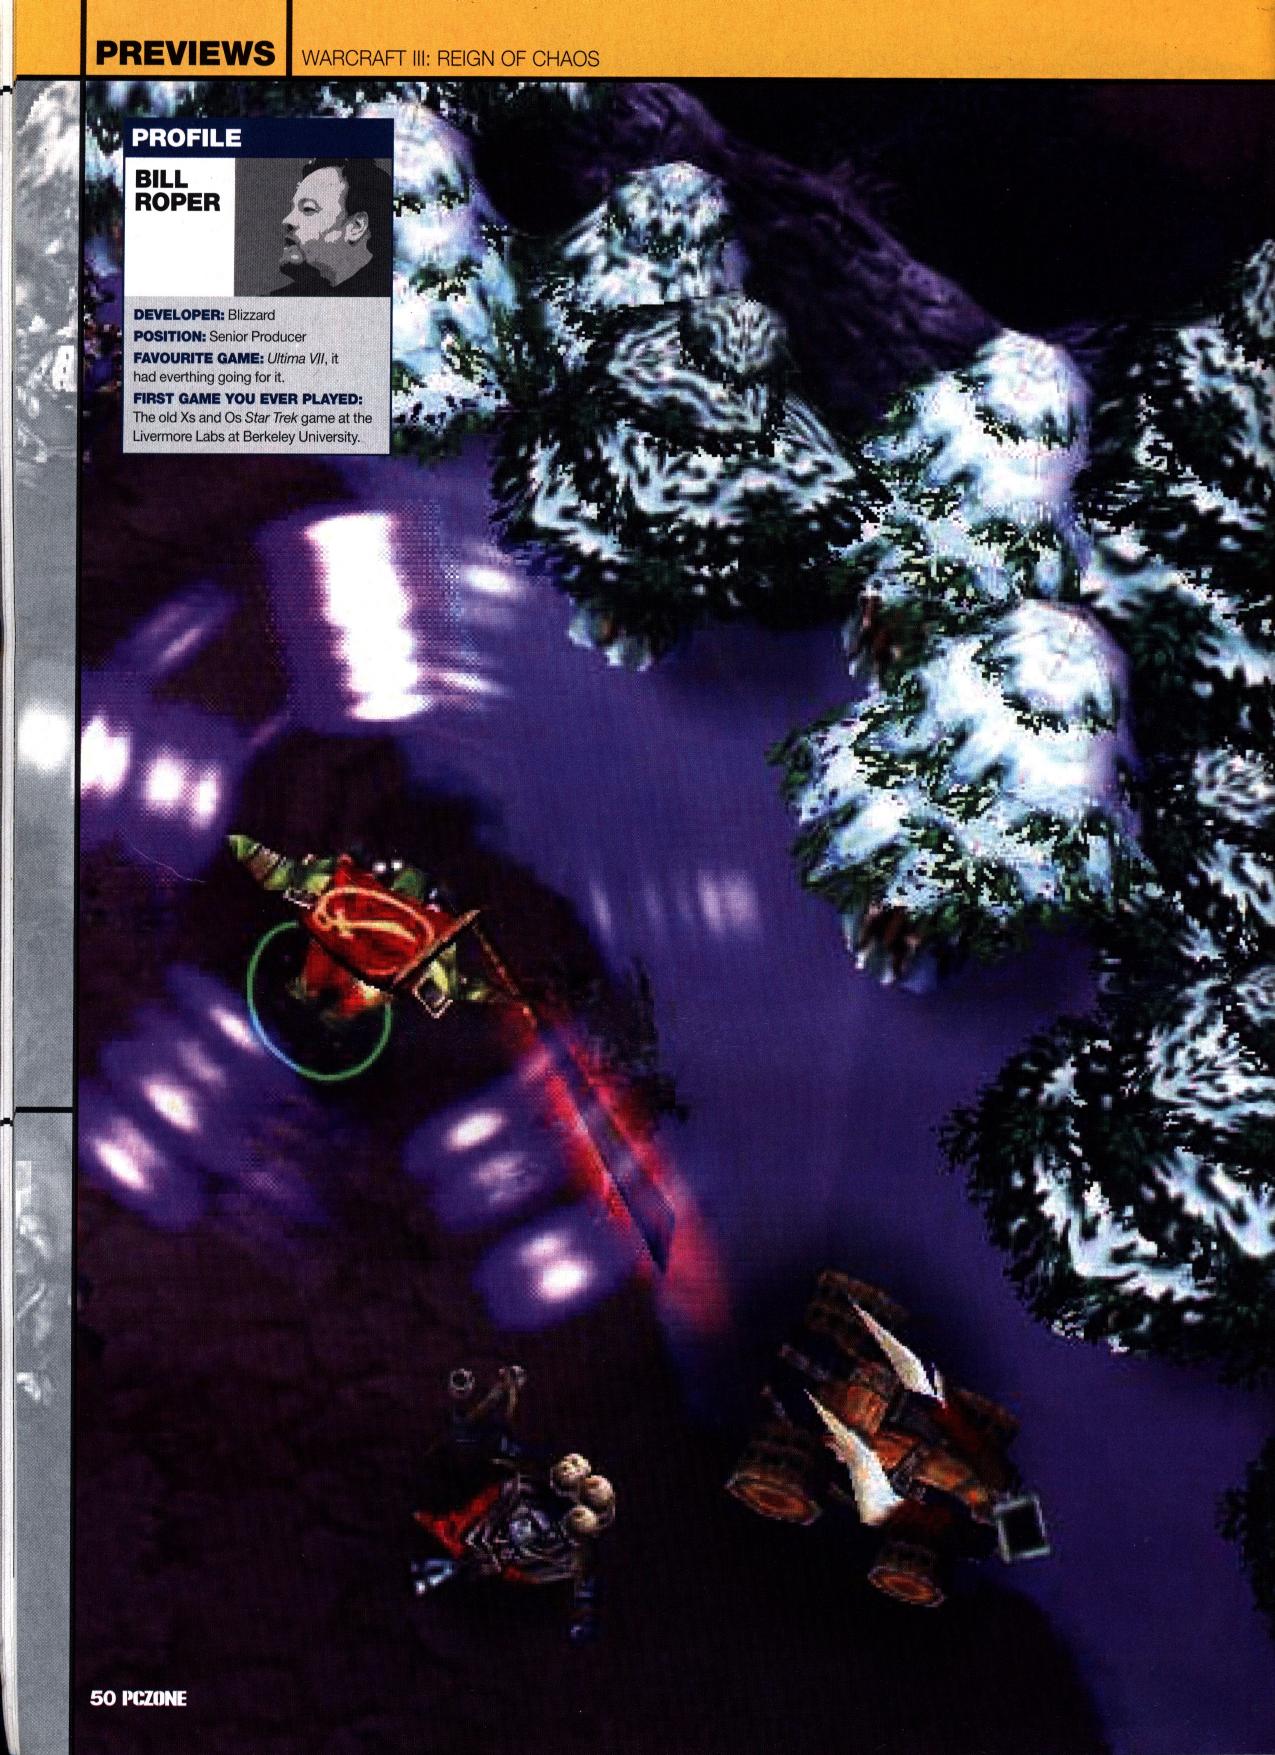 PREVIEWS
WARCRAFT III: REIGN OF CHAOS
PROFILE
BILL
ROPER
DEVELOPER: Blizzard
POSITION: Senior Producer
FAVOURITE GAME: Ultima VII, it
had everthing going for it.
FIRST GAME YOU EVER PLAYED:
The old Xs and Os Star Trek game at the
Livermore Labs at Berkeley University.
50 PCZONE